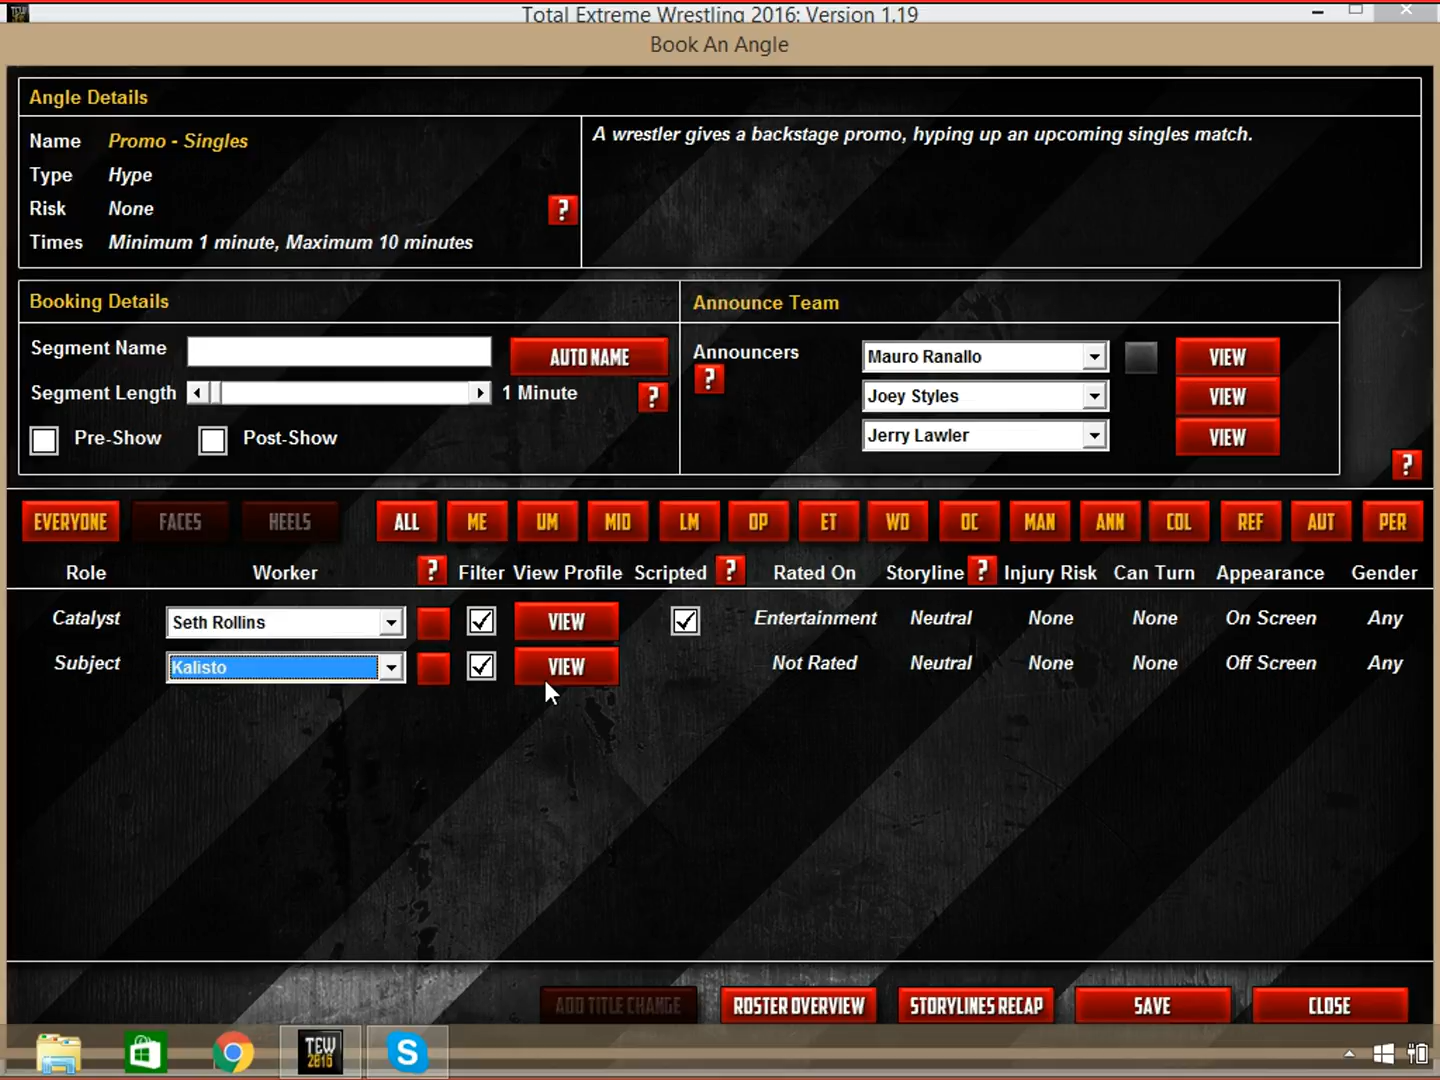 Total Extreme Wrestling 2016: Version 1.19
Book An Angle
Angle Details
Name Promo - Singles
A wrestler gives a backstage promo, hyping up an upcoming singles match.
Type Hype
Risk None
?
Times Minimum 1 minute, Maximum 10 minutes
Booking Details
Announce Team
Segment Name AUTO NAME
Announcers Mauro Ranallo VIEW
?
Segment Length 1 Minute ?
Joey Styles VIEW
Pre-Show Post-Show
Jerry Lawler VIEW
?
EVERYONE FACES HEELS ALL ME UM MID LM OP ET WD OC MAN ANN COL REF AUT PER
Role Worker ? Filter View Profile Scripted ? Rated On Storyline ? Injury Risk Can Turn Appearance Gender
Catalyst Seth Rollins VIEW Entertainment Neutral None None On Screen Any
Subject Kalisto VIEW Not Rated Neutral None None Off Screen Any
ADD TITLE CHANGE ROSTER OVERVIEW STORYLINES RECAP SAVE CLOSE
TEW 2016 S